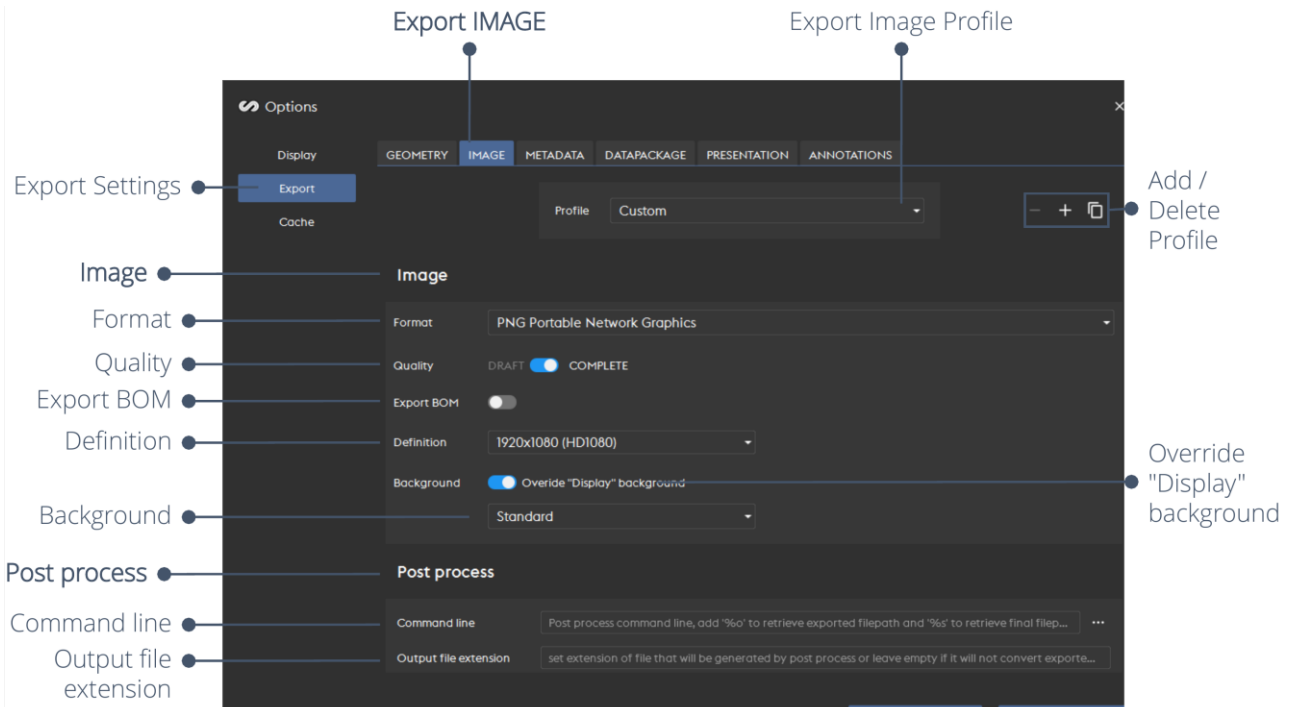 Export IMAGE
Export Image Profile
Options
×
Display
GEOMETRY IMAGE METADATA DATAPACKAGE PRESENTATION ANNOTATIONS
Export Settings
Export
Cache
Profile Custom
Add /
Delete
Profile
Image
Image
Format
Format PNG Portable Network Graphics
Quality
Quality DRAFT COMPLETE
Export BOM
Export BOM
Definition
Definition 1920x1080 (HD1080)
Background Overide "Display" background
Override
"Display"
background
Background
Standard
Post process
Post process
Command line
Command line Post process command line, add '%o' to retrieve exported filepath and '%s' to retrieve final filep... ...
Output file
extension
Output file extension set extension of file that will be generated by post process or leave empty if it will not convert exporte...